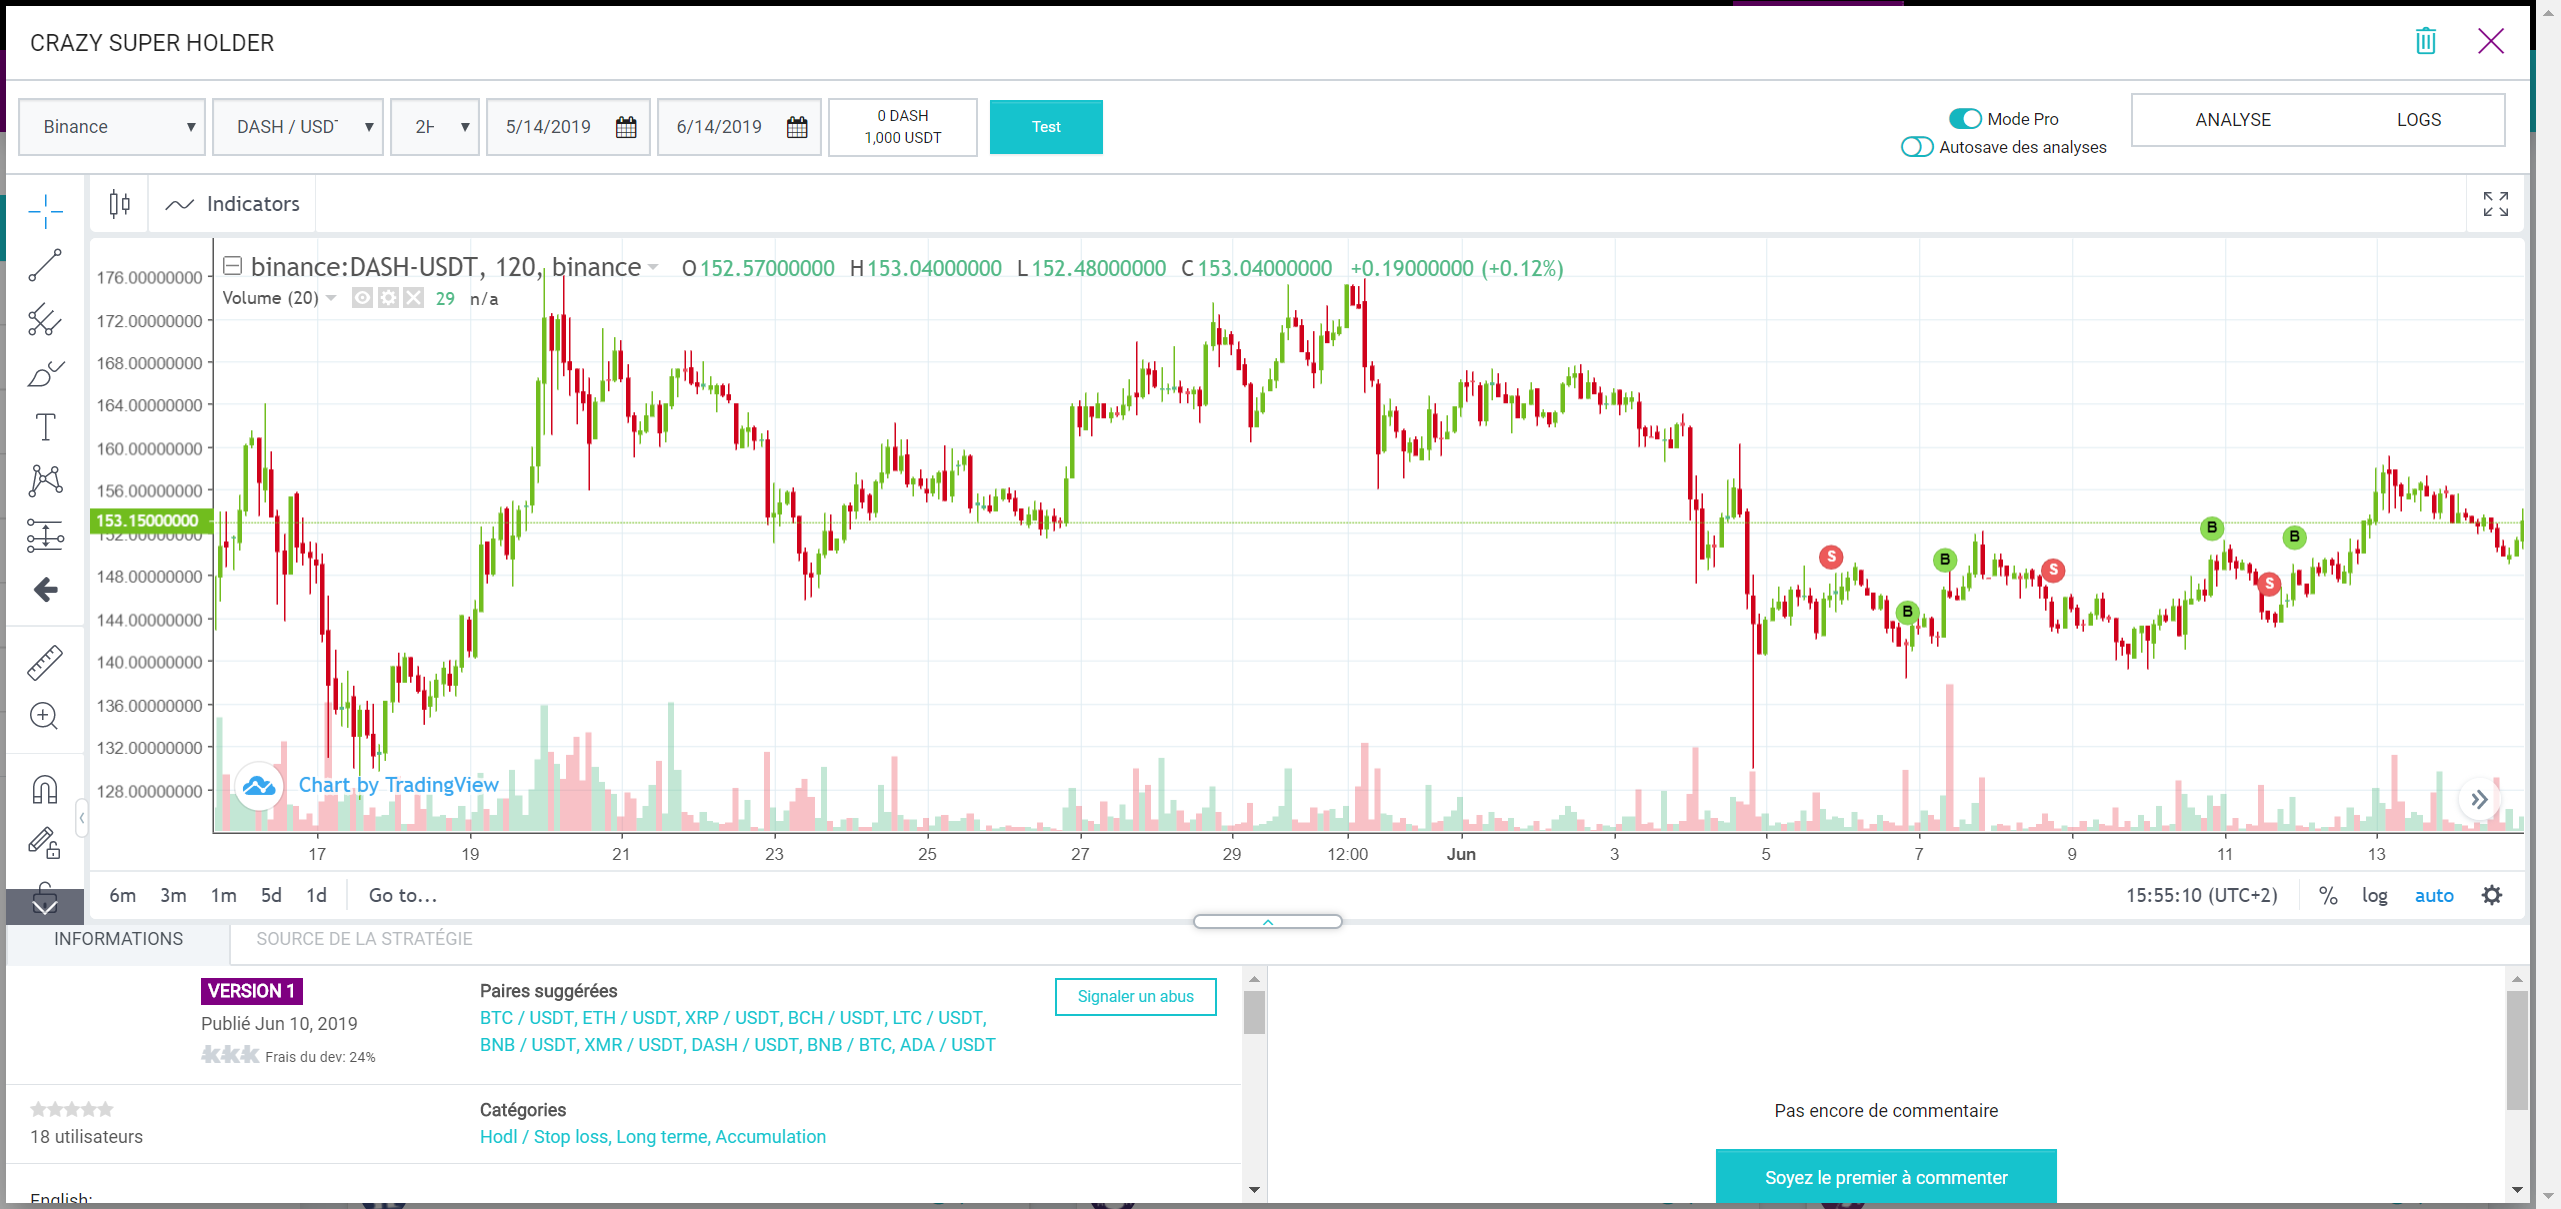 CRAZY SUPER HOLDER
Binance
DASH / USD
2H
5/14/2019
6/14/2019
0 DASH
1,000 USDT
Test
Mode Pro
Autosave des analyses
ANALYSE
LOGS
Indicators
binance:DASH-USDT, 120, binance O 152.57000000 H 153.04000000 L 152.48000000 C 153.04000000 +0.19000000 (+0.12%)
Volume (20) 29 n/a
176.00000000
172.00000000
168.00000000
164.00000000
160.00000000
156.00000000
153.15000000
152.00000000
148.00000000
144.00000000
140.00000000
136.00000000
132.00000000
128.00000000
S
B
B
S
B
S
B
Chart by TradingView
17 19 21 23 25 27 29 12:00 Jun 3 5 7 9 11 13
6m 3m 1m 5d 1d Go to...
15:55:10 (UTC+2) % log auto
INFORMATIONS
SOURCE DE LA STRATÉGIE
VERSION 1
Publié Jun 10, 2019
Frais du dev: 24%
Paires suggérées
BTC / USDT, ETH / USDT, XRP / USDT, BCH / USDT, LTC / USDT,
BNB / USDT, XMR / USDT, DASH / USDT, BNB / BTC, ADA / USDT
Signaler un abus
18 utilisateurs
Catégories
Hodl / Stop loss, Long terme, Accumulation
English:
Pas encore de commentaire
Soyez le premier à commenter